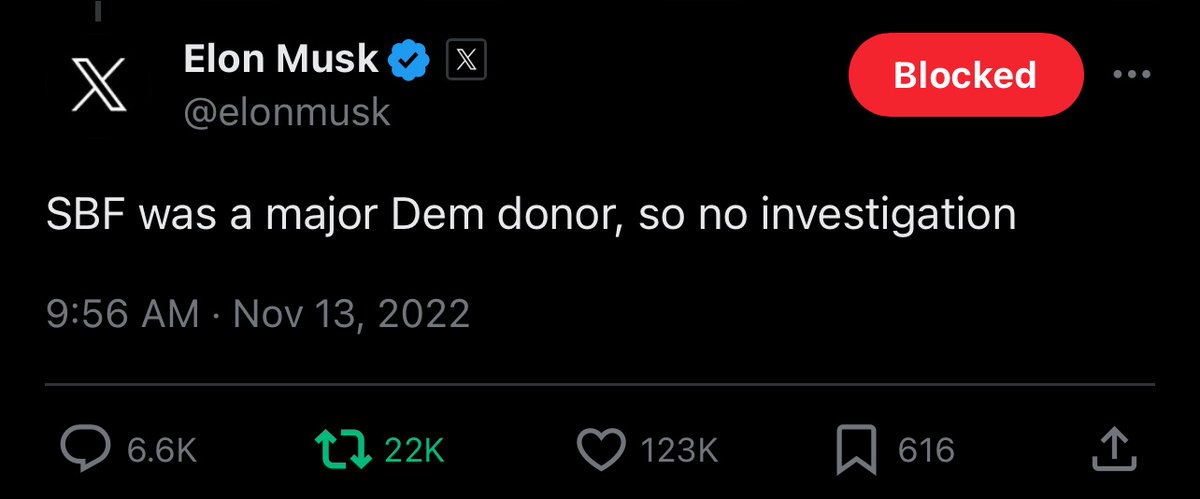 Elon Musk
Blocked
@elonmusk
SBF was a major Dem donor, so no investigation
9:56 AM · Nov 13, 2022
6.6K 22K 123K 616